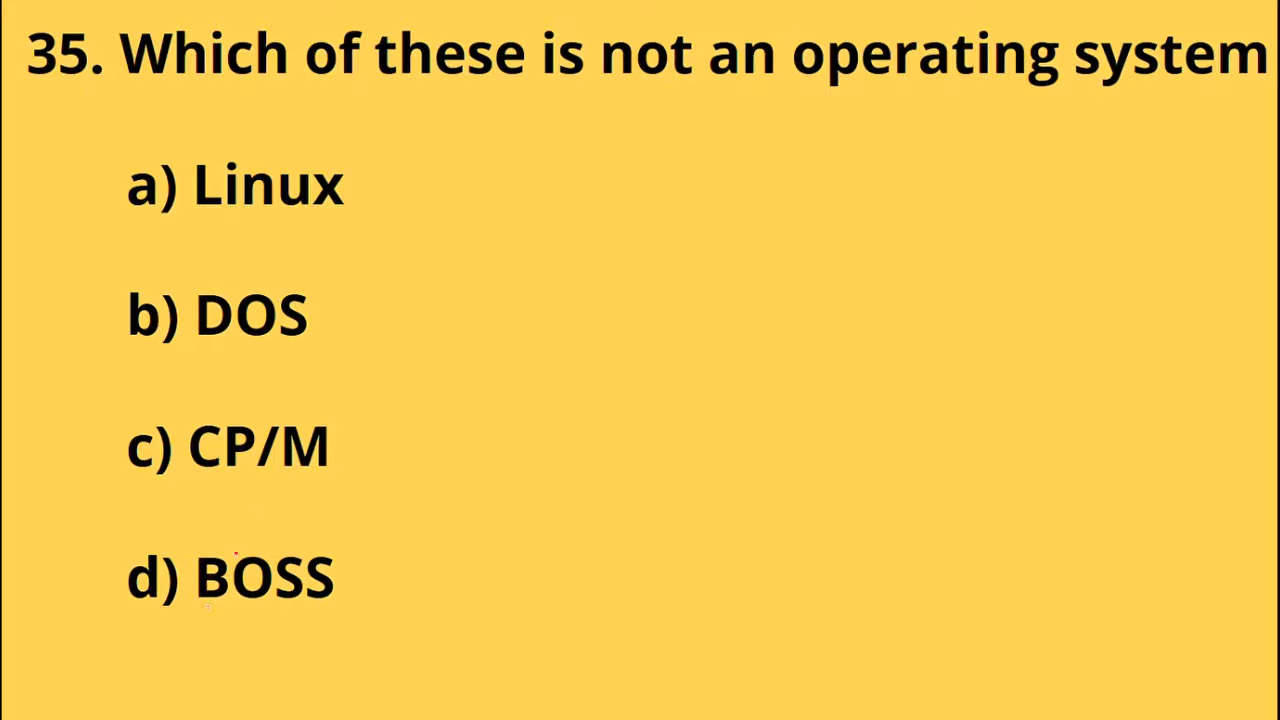 35. Which of these is not an operating system
a) Linux
b) DOS
c) CP/M
d) BOSS